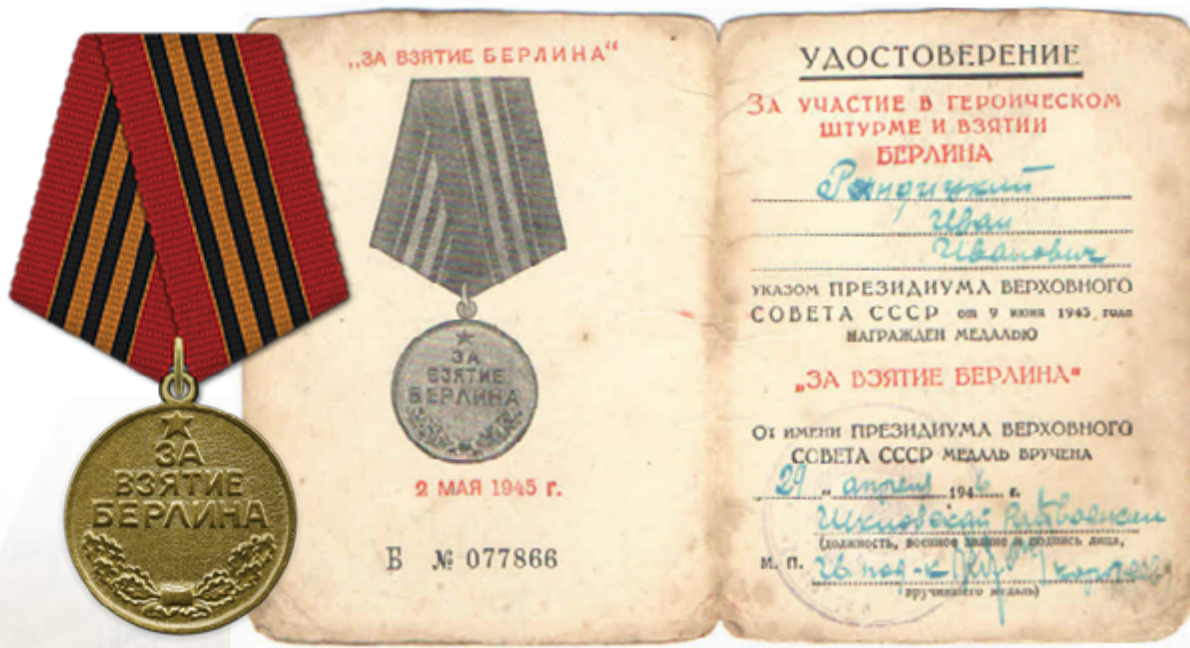 ЗА
ВЗЯТИЕ
БЕРЛИНА
„ЗА ВЗЯТИЕ БЕРЛИНА“
ЗА
ВЗЯТИЕ
БЕРЛИНА
2 МАЯ 1945 г.
Б № 077866
УДОСТОВЕРЕНИЕ
ЗА УЧАСТИЕ В ГЕРОИЧЕСКОМ
ШТУРМЕ И ВЗЯТИИ
БЕРЛИНА
Иван
Иванович
УКАЗОМ ПРЕЗИДИУМА ВЕРХОВНОГО
СОВЕТА СССР от 9 июня 1945 года
НАГРАЖДЕН МЕДАЛЬЮ
„ЗА ВЗЯТИЕ БЕРЛИНА“
ОТ ИМЕНИ ПРЕЗИДИУМА ВЕРХОВНОГО
СОВЕТА СССР МЕДАЛЬ ВРУЧЕНА
29 „ апреля 1946 г.
(должность, воинское звание и подпись лица,
М. П.
вручившего медаль)